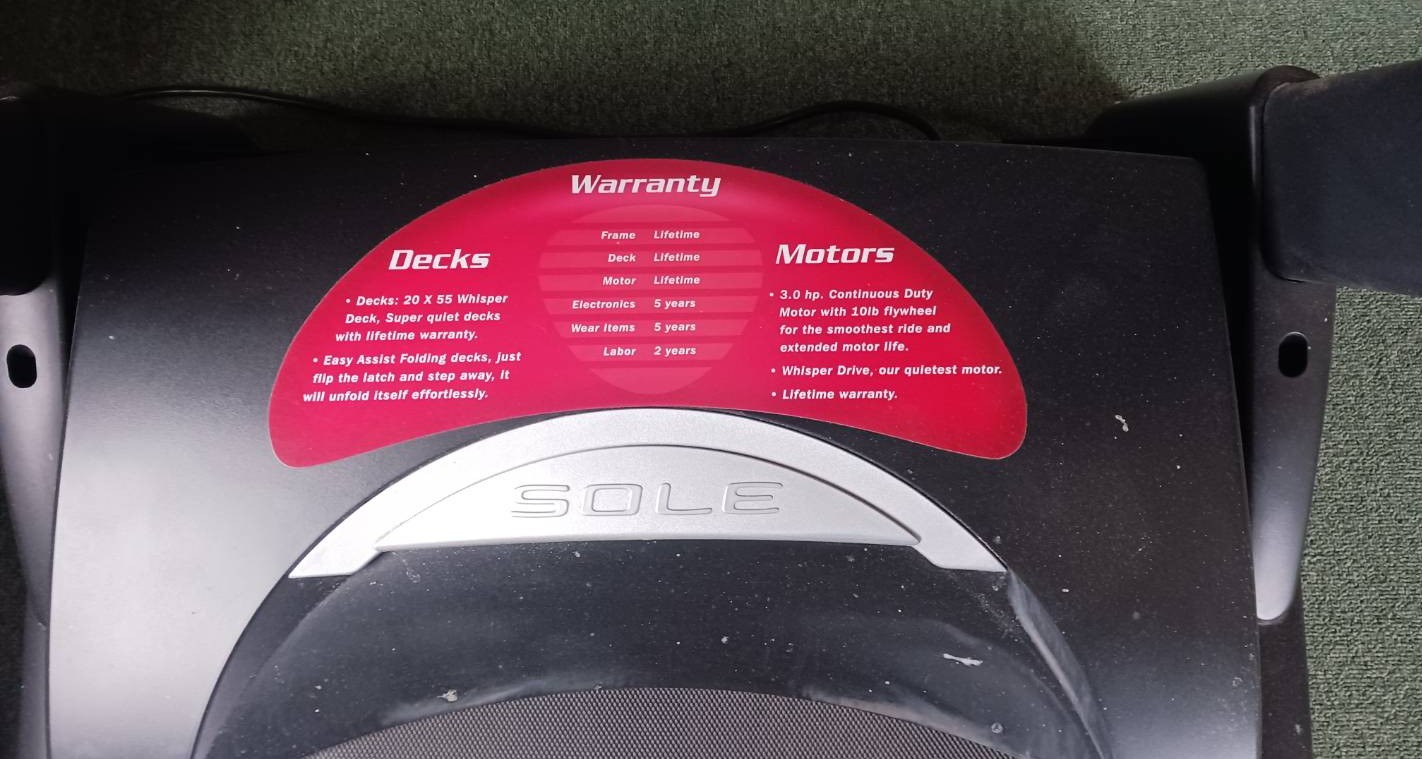 Warranty
Frame Lifetime
Deck Lifetime
Motor Lifetime
Electronics 5 years
Wear Items 5 years
Labor 2 years
Decks
• Decks: 20 X 55 Whisper
Deck, Super quiet decks
with lifetime warranty.
• Easy Assist Folding decks, just
flip the latch and step away, it
will unfold itself effortlessly.
Motors
• 3.0 hp. Continuous Duty
Motor with 10lb flywheel
for the smoothest ride and
extended motor life.
• Whisper Drive, our quietest motor.
• Lifetime warranty.
SOLE